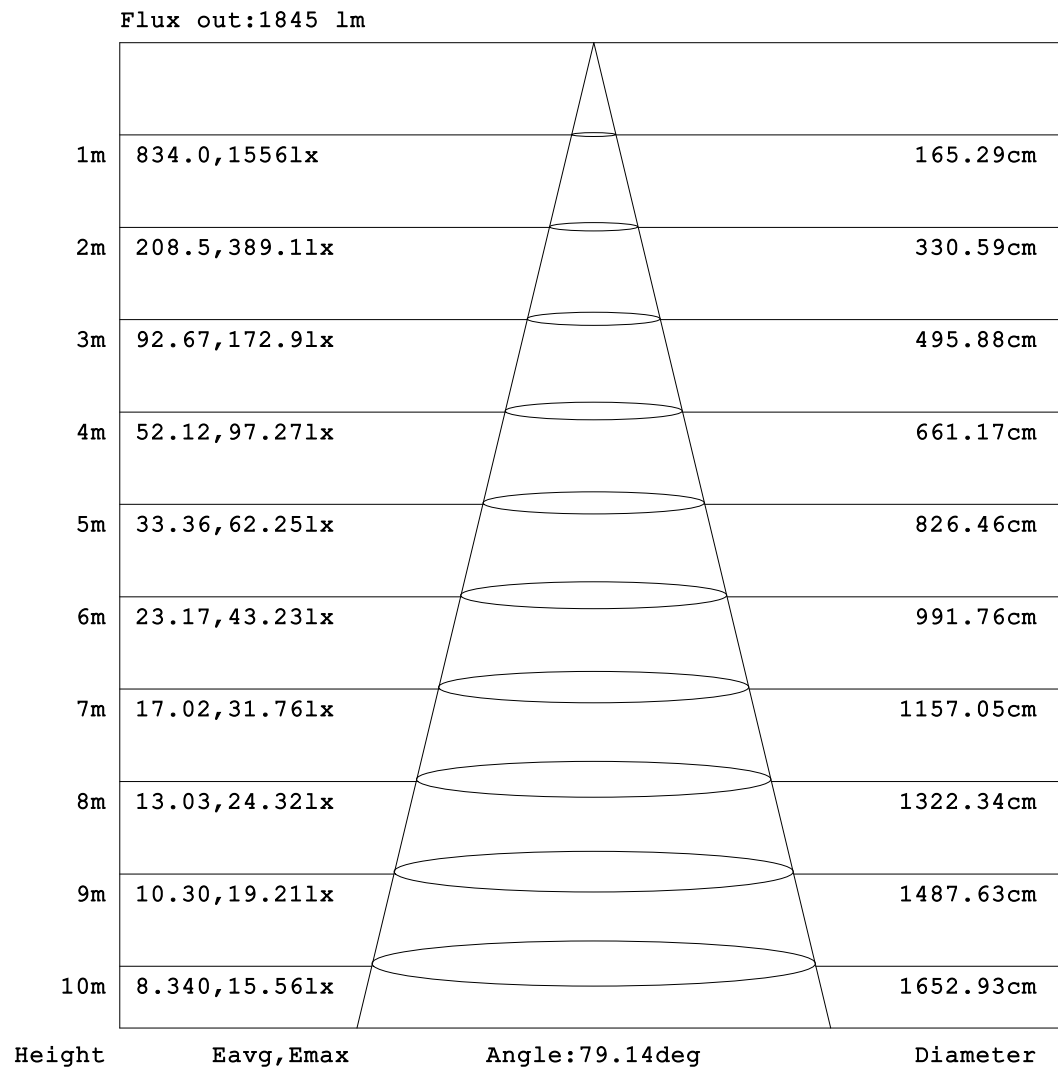 Flux out:1845 lm
1m 834.0,1556lx 165.29cm
2m 208.5,389.1lx 330.59cm
3m 92.67,172.9lx 495.88cm
4m 52.12,97.27lx 661.17cm
5m 33.36,62.25lx 826.46cm
6m 23.17,43.23lx 991.76cm
7m 17.02,31.76lx 1157.05cm
8m 13.03,24.32lx 1322.34cm
9m 10.30,19.21lx 1487.63cm
10m 8.340,15.56lx 1652.93cm
Height Eavg,Emax Angle:79.14deg Diameter